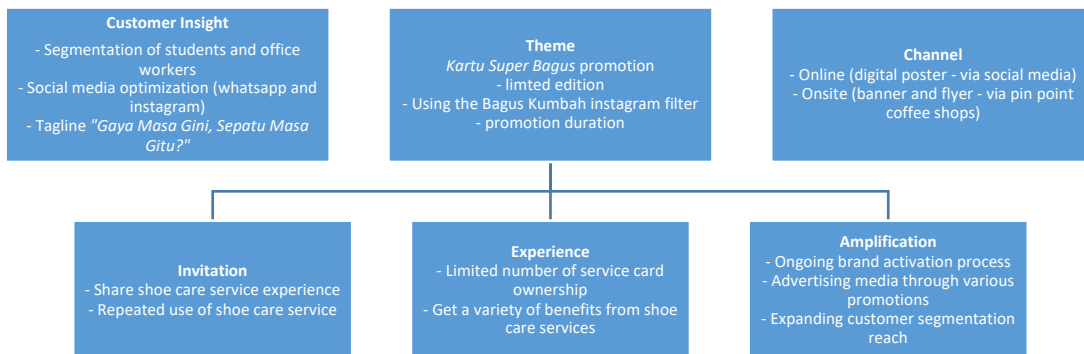 Customer Insight
- Segmentation of students and office
workers
- Social media optimization (whatsapp and
instagram)
- Tagline "Gaya Masa Gini, Sepatu Masa
Gitu?"
Theme
Kartu Super Bagus promotion
- limted edition
- Using the Bagus Kumbah instagram filter
- promotion duration
Channel
- Online (digital poster - via social media)
- Onsite (banner and flyer - via pin point
coffee shops)
Invitation
- Share shoe care service experience
- Repeated use of shoe care service
Experience
- Limited number of service card
ownership
- Get a variety of benefits from shoe
care services
Amplification
- Ongoing brand activation process
- Advertising media through various
promotions
- Expanding customer segmentation
reach